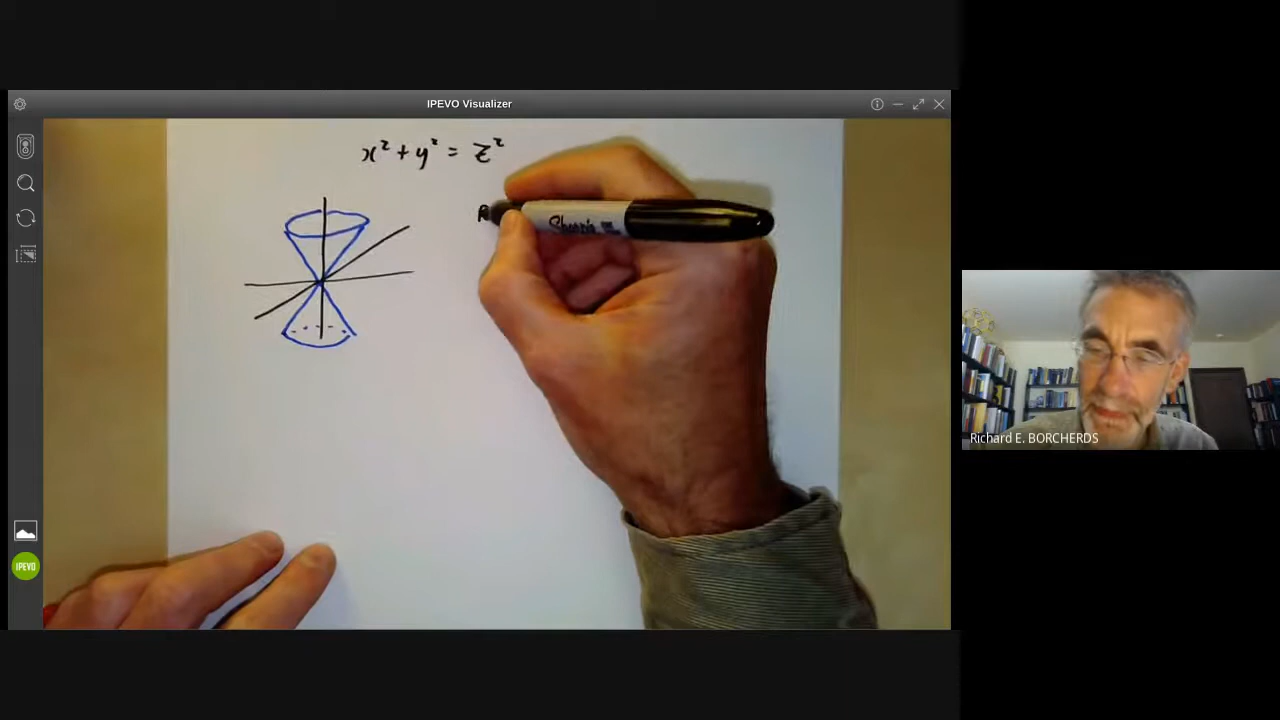 IPEVO Visualizer
x² + y² = z²
Sharpie
IPEVO
Richard E. BORCHERDS